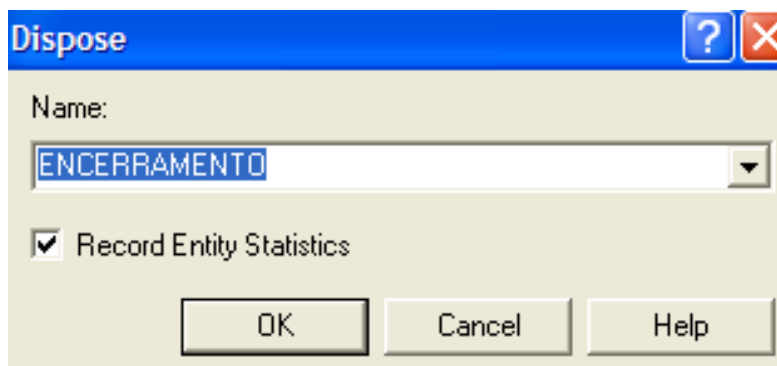 Dispose ?
Name:
ENCERRAMENTO
Record Entity Statistics
OK Cancel Help